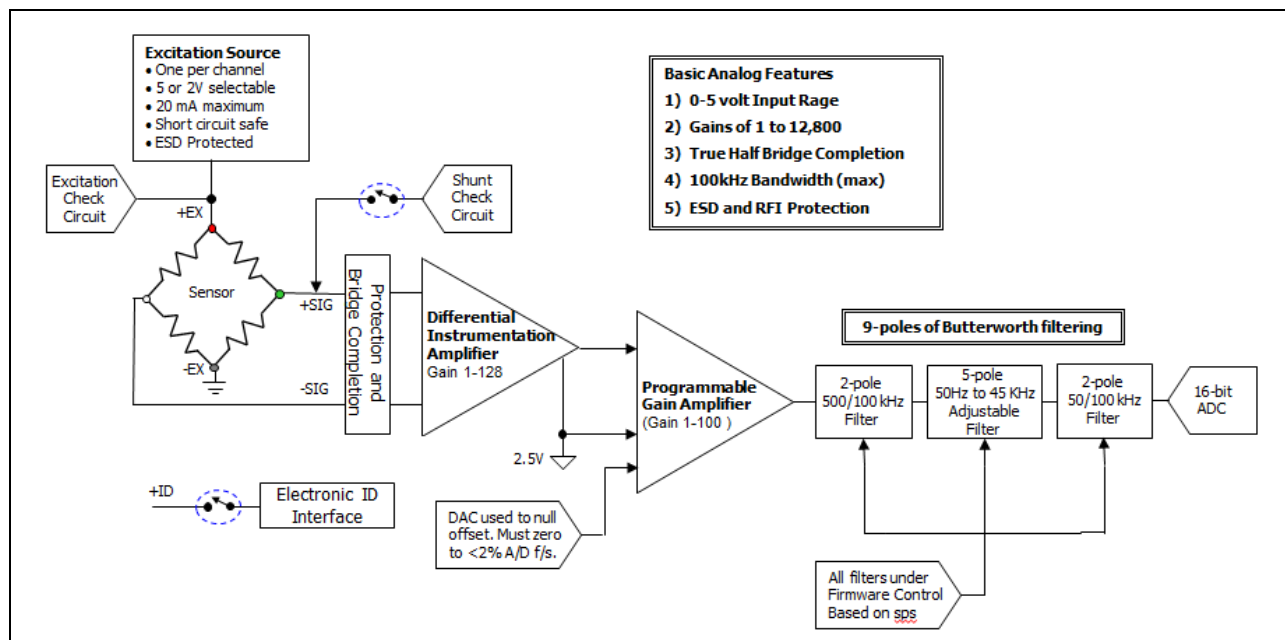 Excitation Source
• One per channel
• 5 or 2V selectable
• 20 mA maximum
• Short circuit safe
• ESD Protected
Basic Analog Features
1) 0-5 volt Input Rage
2) Gains of 1 to 12,800
3) True Half Bridge Completion
4) 100kHz Bandwidth (max)
5) ESD and RFI Protection
Excitation
Check
Circuit
+EX
Shunt
Check
Circuit
Sensor
+SIG
-EX
-SIG
Protection and
Bridge Completion
Differential
Instrumentation
Amplifier
Gain 1-128
2.5V
Programmable
Gain Amplifier
(Gain 1-100 )
9-poles of Butterworth filtering
2-pole
500/100 kHz
Filter
5-pole
50Hz to 45 KHz
Adjustable
Filter
2-pole
50/100 kHz
Filter
16-bit
ADC
+ID
Electronic ID
Interface
DAC used to null
offset. Must zero
to <2% A/D f/s.
All filters under
Firmware Control
Based on sps